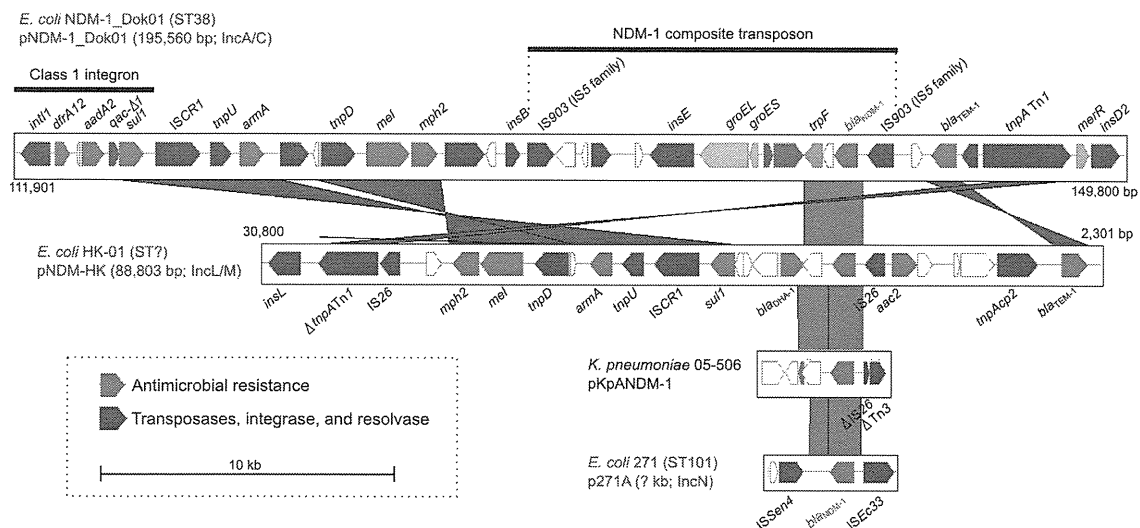 E. coli NDM-1_Dok01 (ST38)
pNDM-1_Dok01 (195,560 bp; IncA/C)
NDM-1 composite transposon
Class 1 integron
intI1
dfrA12
aadA2
qac-Δ1
sul1
ISCR1
tnpU
armA
tnpD
mel
mph2
insB
IS903 (IS5 family)
insE
groEL
groES
trpF
blaNDM-1
IS903 (IS5 family)
blaTEM-1
tnpA Tn1
merR
insD2
111,901
149,800 bp
30,800
2,301 bp
E. coli HK-01 (ST?)
pNDM-HK (88,803 bp; IncL/M)
insL
ΔtnpATn1
IS26
mph2
mel
tnpD
armA
tnpU
ISCR1
sul1
blaDHA-1
IS26
aac2
tnpAcp2
blaTEM-1
K. pneumoniae 05-506
pKpANDM-1
ΔIS26
ΔTn3
Antimicrobial resistance
Transposases, integrase, and resolvase
10 kb
E. coli 271 (ST101)
p271A (? kb; IncN)
ISSen4
blaNDM-1
ISEc33